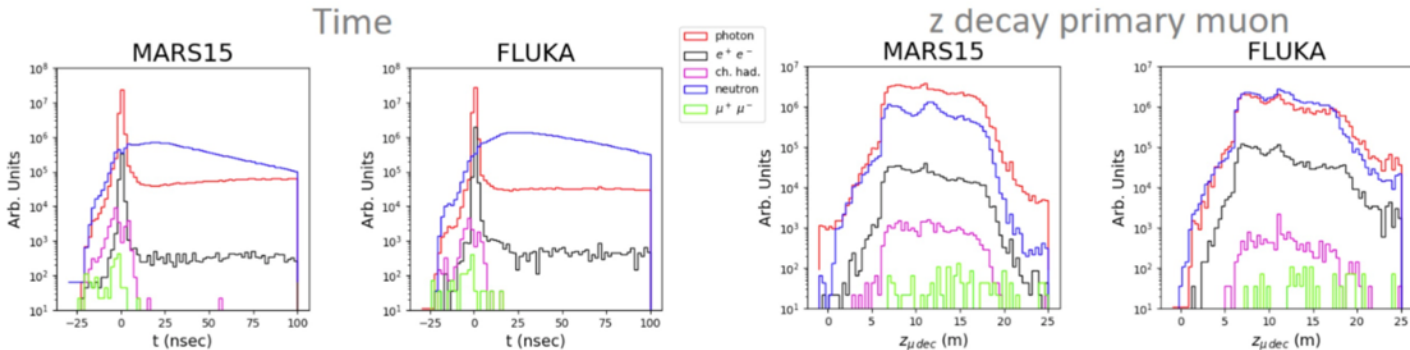 Time
z decay primary muon
MARS15
FLUKA
MARS15
FLUKA
photon
e⁺ e⁻
ch. had.
neutron
μ⁺ μ⁻
Arb. Units
10⁸
10⁷
10⁶
10⁵
10⁴
10³
10²
10¹
−25 0 25 50 75 100
t (nsec)
Arb. Units
10⁸
10⁷
10⁶
10⁵
10⁴
10³
10²
10¹
−25 0 25 50 75 100
t (nsec)
Arb. Units
10⁷
10⁶
10⁵
10⁴
10³
10²
10¹
0 5 10 15 20 25
z_{μ dec} (m)
Arb. Units
10⁷
10⁶
10⁵
10⁴
10³
10²
10¹
0 5 10 15 20 25
z_{μ dec} (m)